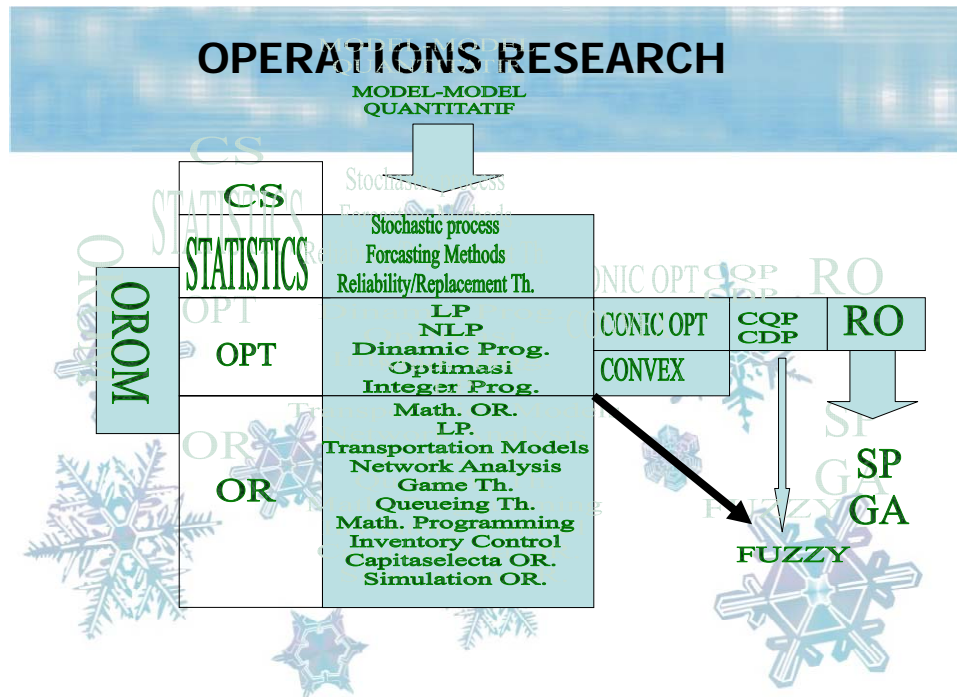 OPERATIONS RESEARCH
MODEL-MODEL
QUANTITATIF
CS
STATISTICS
Stochastic process
Forcasting Methods
Reliability/Replacement Th.
OROM
OPT
LP
NLP
Dinamic Prog.
Optimasi
Integer Prog.
CONIC OPT
CQP
CDP
RO
CONVEX
OR
Math. OR.
LP.
Transportation Models
Network Analysis
Game Th.
Queueing Th.
Math. Programming
Inventory Control
Capitaselecta OR.
Simulation OR.
SP
GA
FUZZY